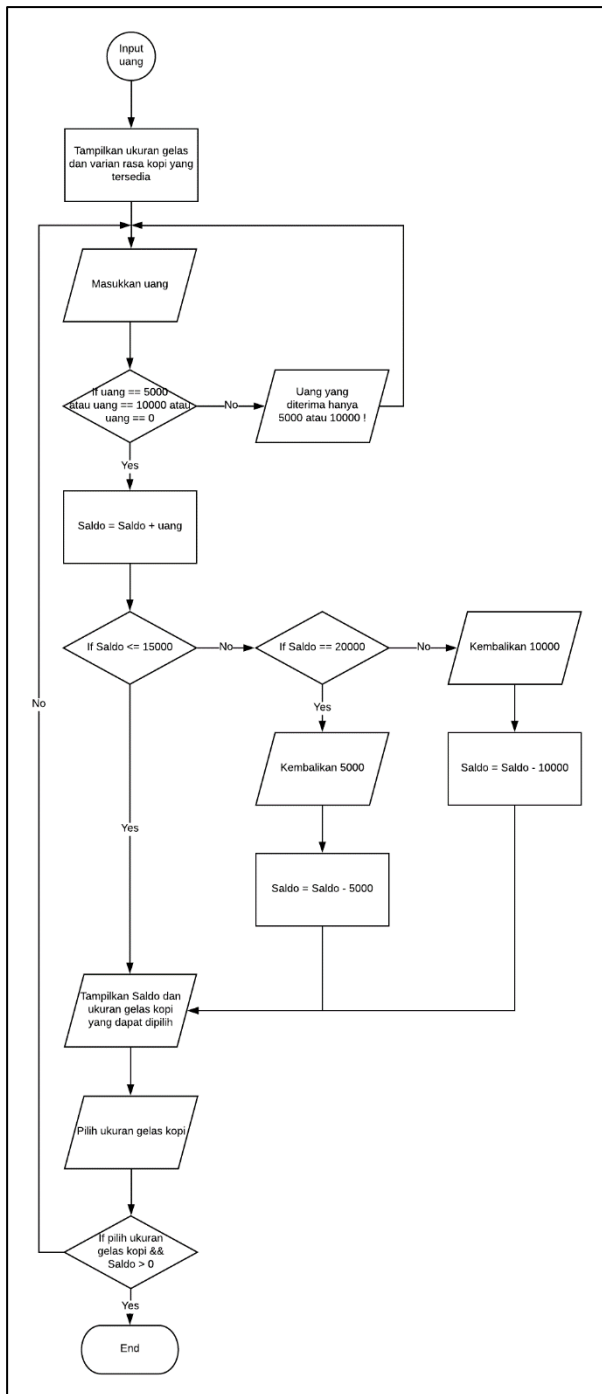 Input
uang
Tampilkan ukuran gelas
dan varian rasa kopi yang
tersedia
Masukkan uang
If uang == 5000
atau uang == 10000 atau
uang == 0
No
Uang yang
diterima hanya
5000 atau 10000 !
Yes
Saldo = Saldo + uang
If Saldo <= 15000
No
If Saldo == 20000
No
Kembalikan 10000
Yes
Kembalikan 5000
Saldo = Saldo - 10000
Saldo = Saldo - 5000
Yes
Tampilkan Saldo dan
ukuran gelas kopi
yang dapat dipilih
Pilih ukuran gelas kopi
If pilih ukuran
gelas kopi &&
Saldo > 0
No
Yes
End